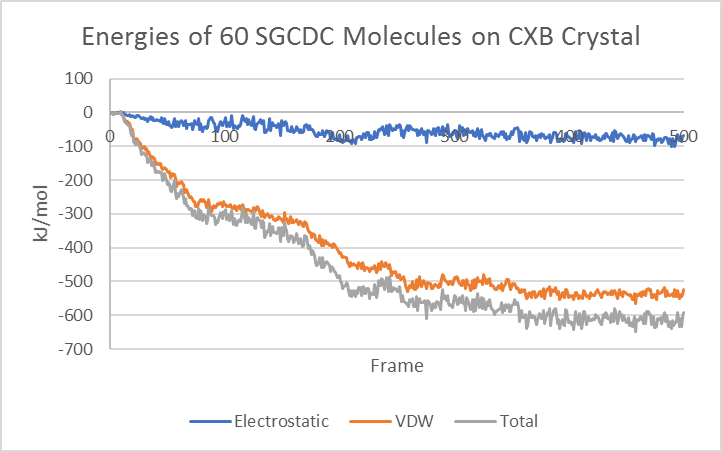 Energies of 60 SGCDC Molecules on CXB Crystal
100
0
-100
-200
-300
-400
-500
-600
-700
kJ/mol
0 100 200 300 400 500
Frame
Electrostatic VDW Total